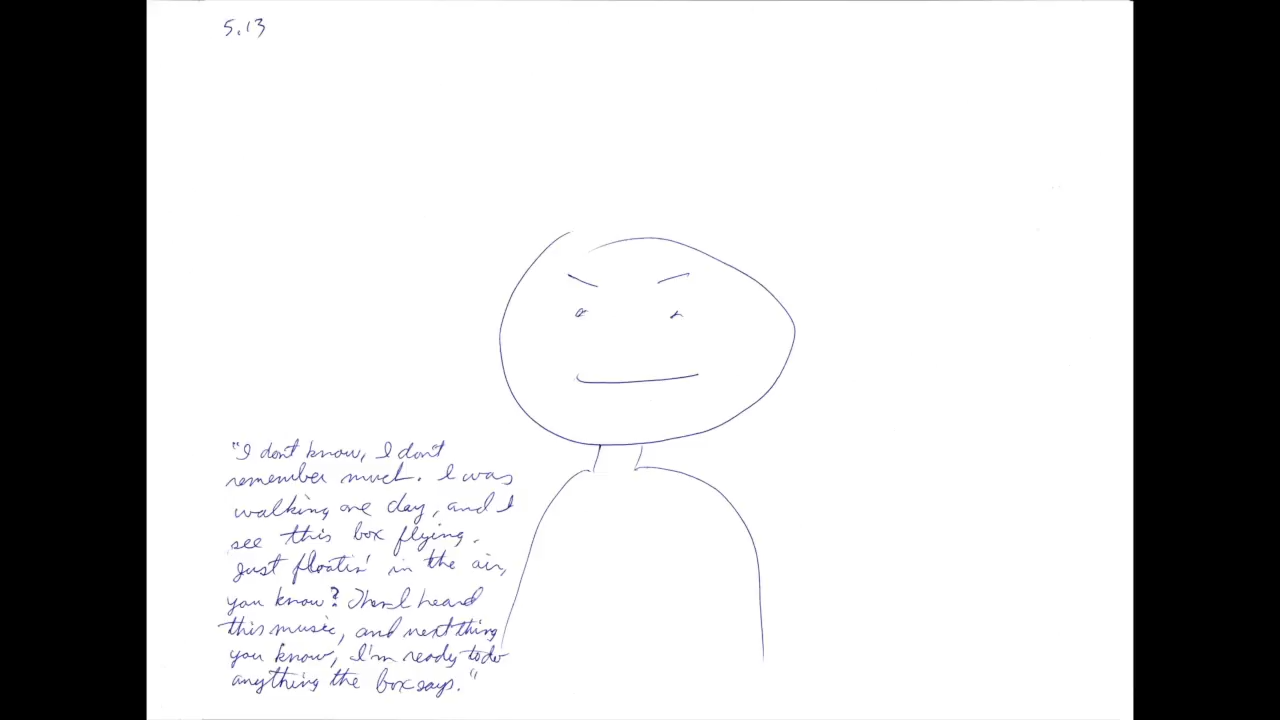 5.13
"I don't know, I don't
remember much. I was
walking one day, and I
see this box flying.
Just floatin' in the air,
you know? Then I heard
this music, and next thing
you know, I'm ready to do
anything the box says."